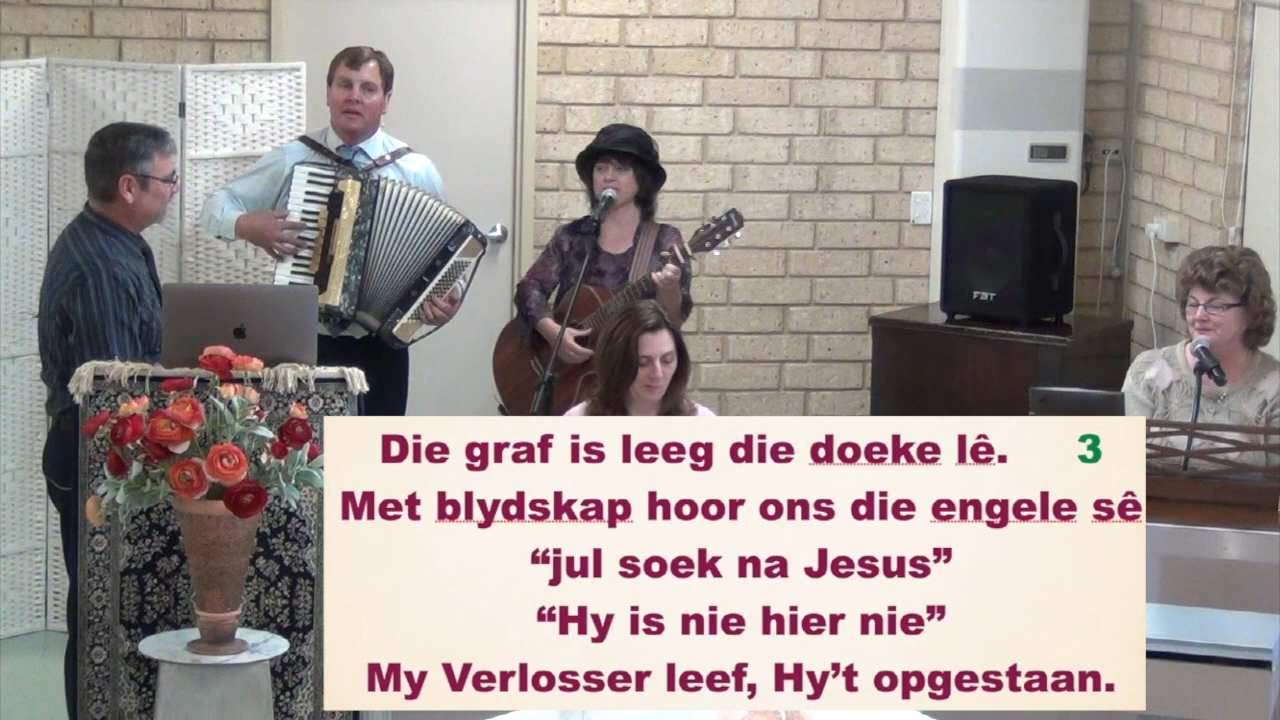 FBT
Die graf is leeg die doeke lê. 3
Met blydskap hoor ons die engele sê
“jul soek na Jesus”
“Hy is nie hier nie”
My Verlosser leef, Hy’t opgestaan.